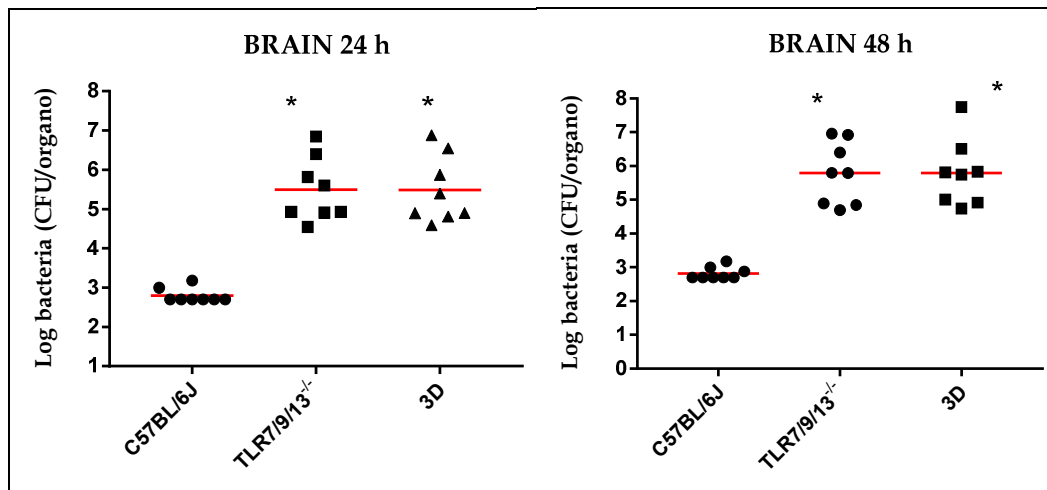 BRAIN 24 h
Log bacteria (CFU/organo)
8
7
6
5
4
3
2
1
*
*
C57BL/6J
TLR7/9/13-/-
3D
BRAIN 48 h
Log bacteria (CFU/organo)
8
7
6
5
4
3
2
1
0
*
*
C57BL/6J
TLR7/9/13-/-
3D